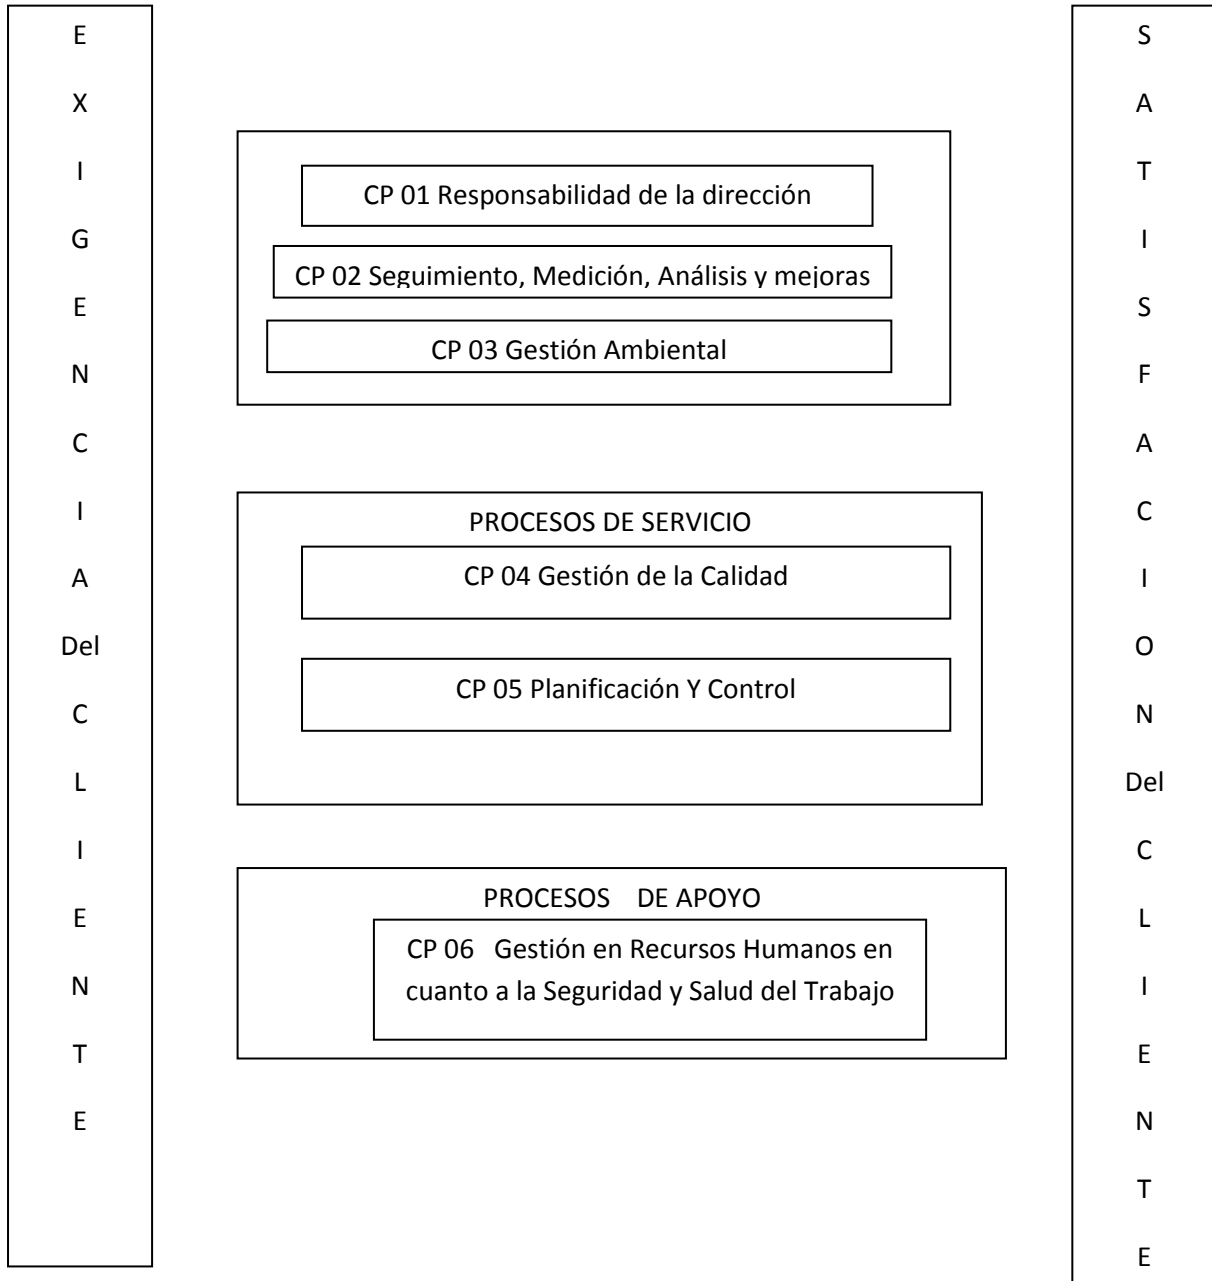 E
X
I
G
E
N
C
I
A
Del
C
L
I
E
N
T
E
CP 01 Responsabilidad de la dirección
CP 02 Seguimiento, Medición, Análisis y mejoras
CP 03 Gestión Ambiental
PROCESOS DE SERVICIO
CP 04 Gestión de la Calidad
CP 05 Planificación Y Control
PROCESOS DE APOYO
CP 06 Gestión en Recursos Humanos en
cuanto a la Seguridad y Salud del Trabajo
S
A
T
I
S
F
A
C
I
O
N
Del
C
L
I
E
N
T
E